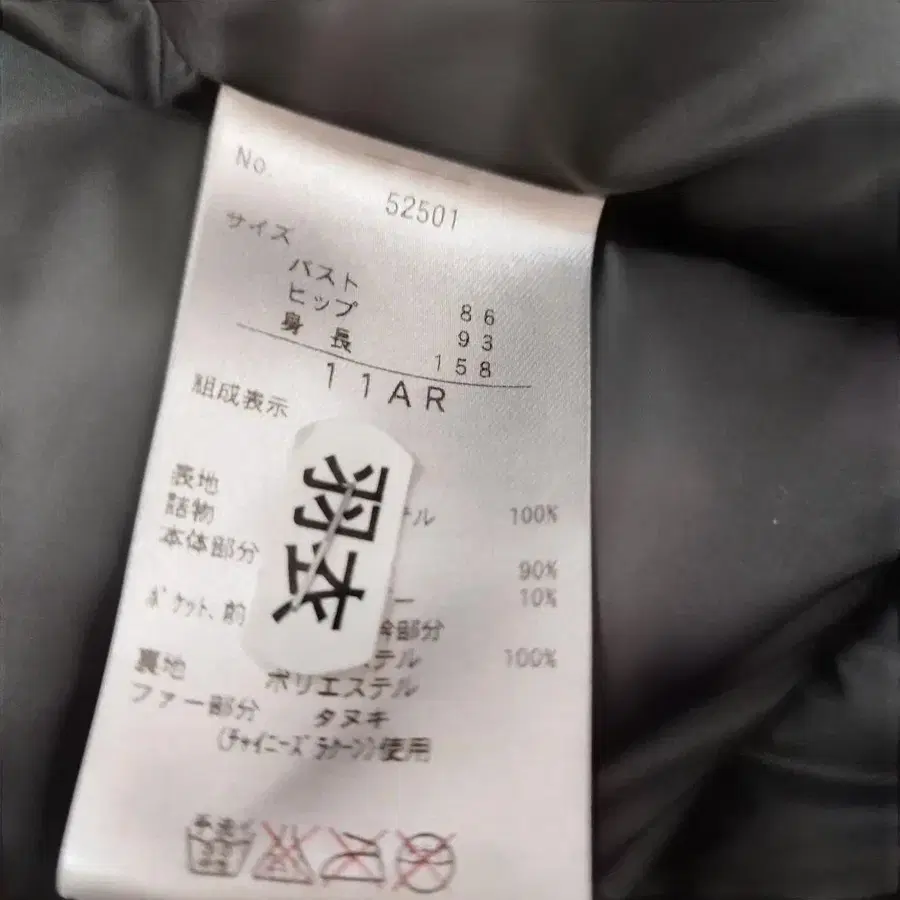 No. 52501
サイズ
バスト 86
ヒップ 93
身長 158
11AR
組成表示
羽衣
表地 テル 100%
詰物
本体部分 90%
ー 10%
ポケット、前 幹部分
テル 100%
裏地 ポリエステル
ファー部分 タヌキ
(チャイニーズラクーン)使用